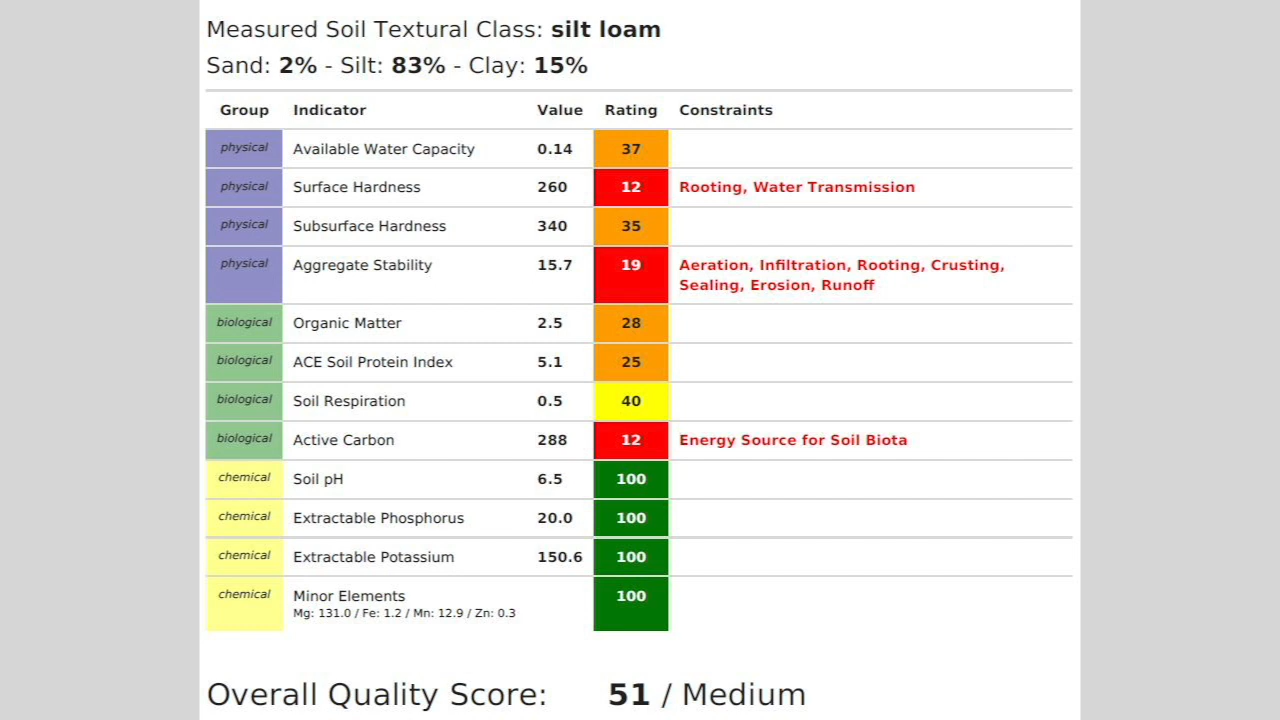 Measured Soil Textural Class: silt loam
Sand: 2% - Silt: 83% - Clay: 15%
Group Indicator Value Rating Constraints
physical Available Water Capacity 0.14 37
physical Surface Hardness 260 12 Rooting, Water Transmission
physical Subsurface Hardness 340 35
physical Aggregate Stability 15.7 19 Aeration, Infiltration, Rooting, Crusting,
Sealing, Erosion, Runoff
biological Organic Matter 2.5 28
biological ACE Soil Protein Index 5.1 25
biological Soil Respiration 0.5 40
biological Active Carbon 288 12 Energy Source for Soil Biota
chemical Soil pH 6.5 100
chemical Extractable Phosphorus 20.0 100
chemical Extractable Potassium 150.6 100
chemical Minor Elements 100
Mg: 131.0 / Fe: 1.2 / Mn: 12.9 / Zn: 0.3
Overall Quality Score: 51 / Medium